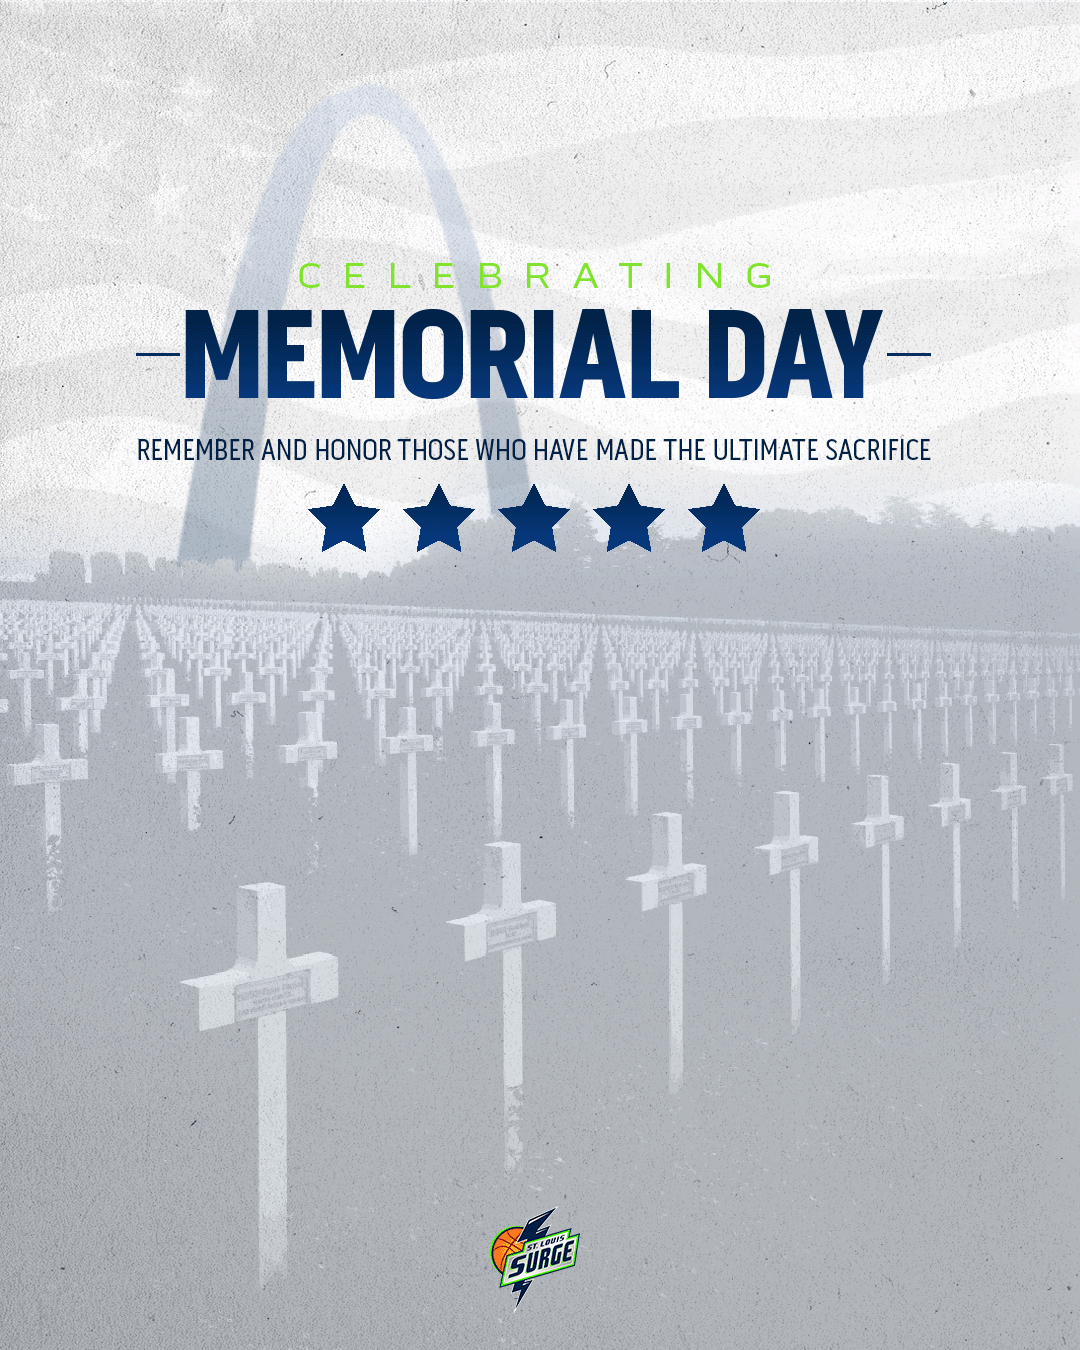 CELEBRATING
MEMORIAL DAY
REMEMBER AND HONOR THOSE WHO HAVE MADE THE ULTIMATE SACRIFICE
ST. LOUIS
SURGE